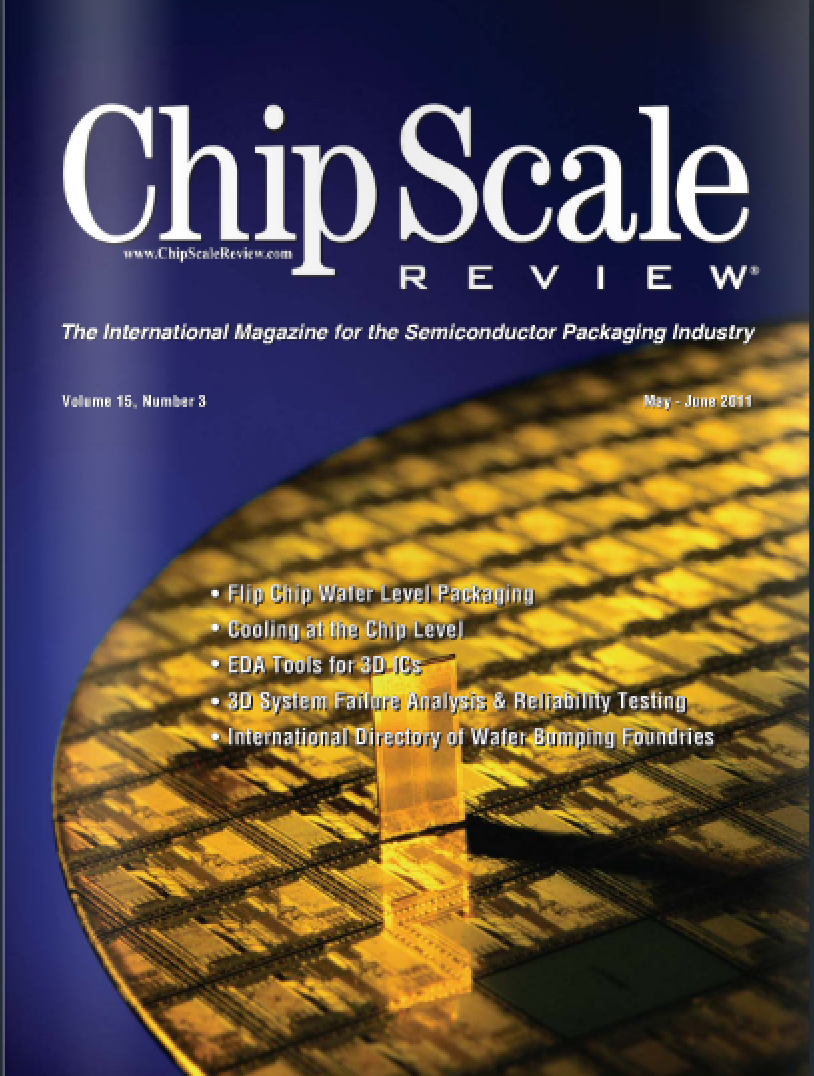 Chip Scale
www.ChipScaleReview.com
REVIEW®
The International Magazine for the Semiconductor Packaging Industry
Volume 15, Number 3
May - June 2011
• Flip Chip Wafer Level Packaging
• Cooling at the Chip Level
• EDA Tools for 3D ICs
• 3D System Failure Analysis & Reliability Testing
• International Directory of Wafer Bumping Foundries